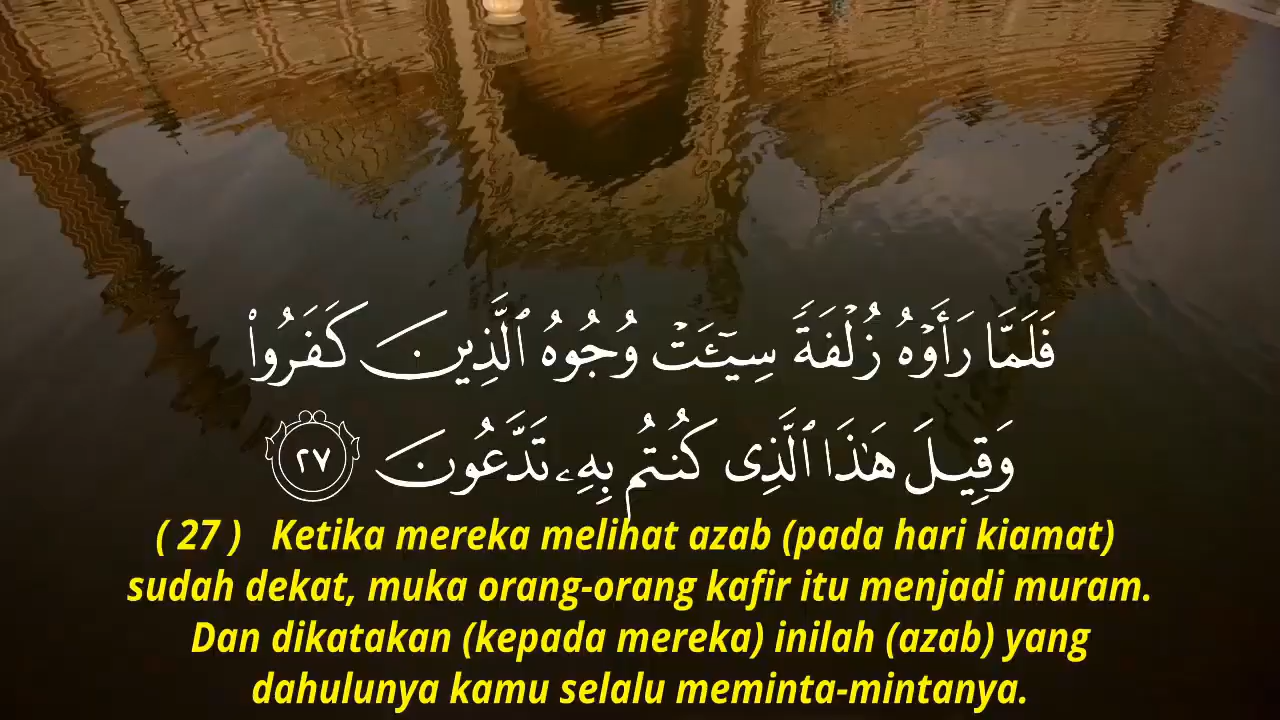 فَلَمَّا رَأَوْهُ زُلْفَةً سِيٓـَٔتْ وُجُوهُ ٱلَّذِينَ كَفَرُوا۟
وَقِيلَ هَـٰذَا ٱلَّذِى كُنتُم بِهِۦ تَدَّعُونَ ٢٧
( 27 ) Ketika mereka melihat azab (pada hari kiamat)
sudah dekat, muka orang-orang kafir itu menjadi muram.
Dan dikatakan (kepada mereka) inilah (azab) yang
dahulunya kamu selalu meminta-mintanya.